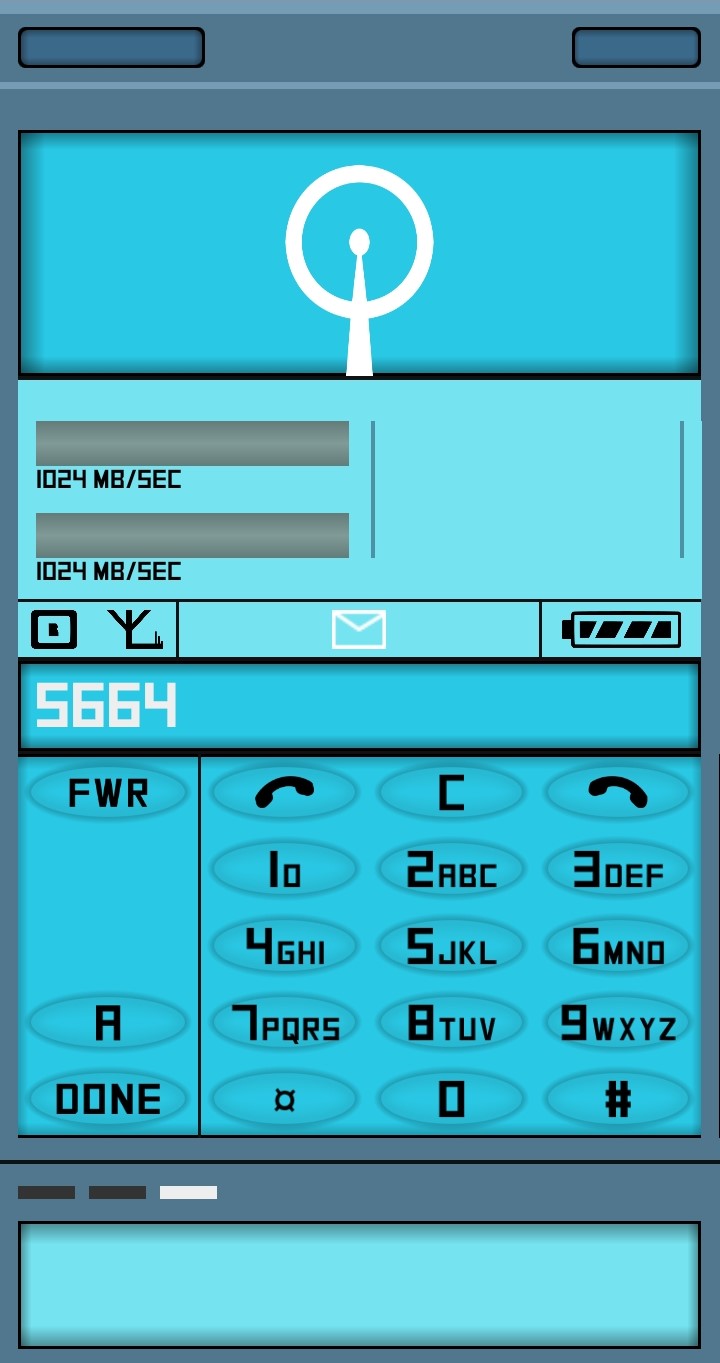 1024 MB/SEC
1024 MB/SEC
B
5664
FWR C
1O 2ABC 3DEF
4GHI 5JKL 6MNO
A 7PQRS 8TUV 9WXYZ
DONE ¤ 0 #